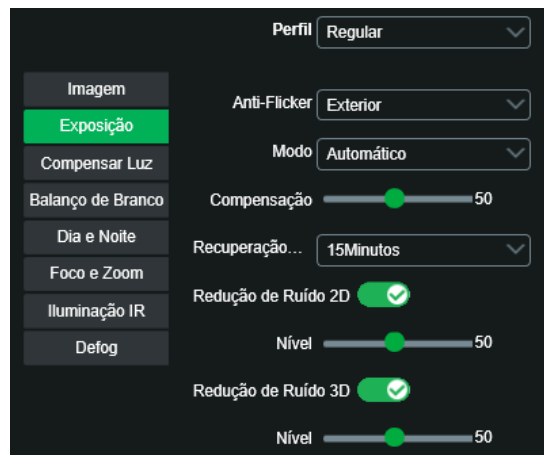 Perfil Regular
Imagem
Exposição
Compensar Luz
Balanço de Branco
Dia e Noite
Foco e Zoom
Iluminação IR
Defog
Anti-Flicker Exterior
Modo Automático
Compensação 50
Recuperação... 15Minutos
Redução de Ruído 2D
Nível 50
Redução de Ruído 3D
Nível 50